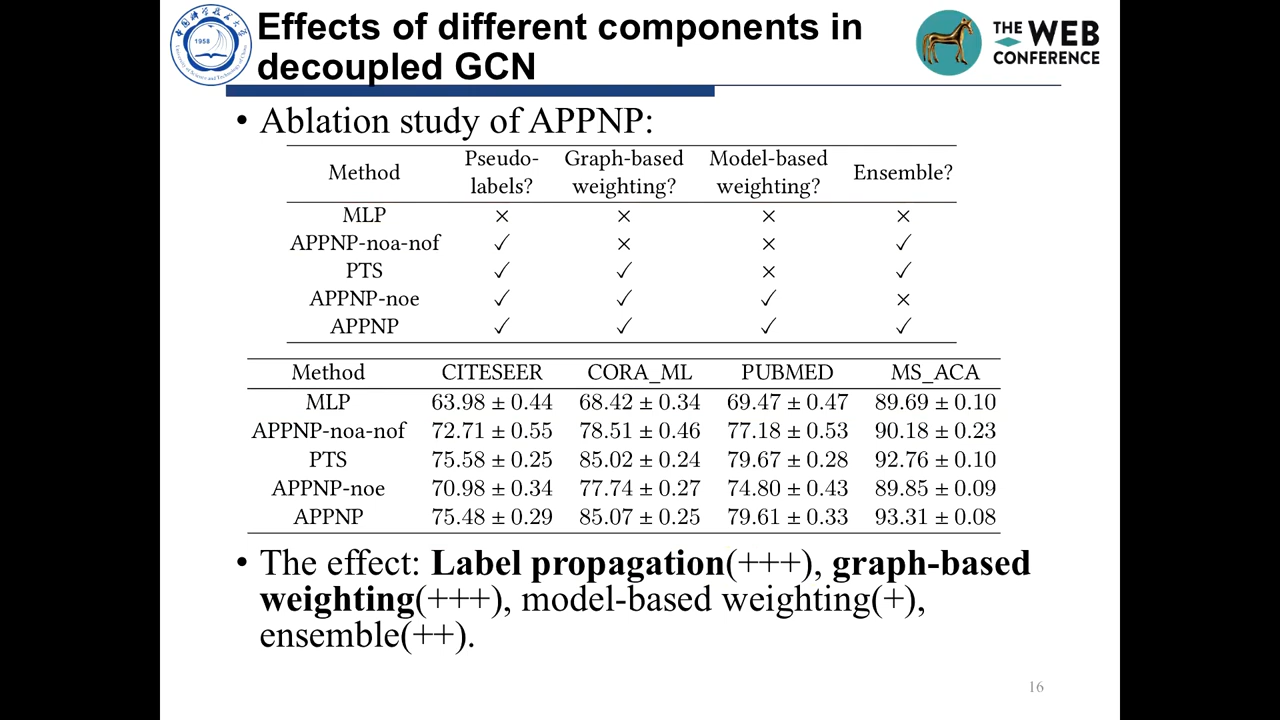 Effects of different components in
decoupled GCN
1958
THE WEB
CONFERENCE
• Ablation study of APPNP:
Method Pseudo-labels? Graph-based weighting? Model-based weighting? Ensemble?
MLP × × × ×
APPNP-noa-nof ✓ × × ✓
PTS ✓ ✓ × ✓
APPNP-noe ✓ ✓ ✓ ×
APPNP ✓ ✓ ✓ ✓
Method CITESEER CORA_ML PUBMED MS_ACA
MLP 63.98 ± 0.44 68.42 ± 0.34 69.47 ± 0.47 89.69 ± 0.10
APPNP-noa-nof 72.71 ± 0.55 78.51 ± 0.46 77.18 ± 0.53 90.18 ± 0.23
PTS 75.58 ± 0.25 85.02 ± 0.24 79.67 ± 0.28 92.76 ± 0.10
APPNP-noe 70.98 ± 0.34 77.74 ± 0.27 74.80 ± 0.43 89.85 ± 0.09
APPNP 75.48 ± 0.29 85.07 ± 0.25 79.61 ± 0.33 93.31 ± 0.08
• The effect: Label propagation(+++), graph-based
weighting(+++), model-based weighting(+),
ensemble(++).
16